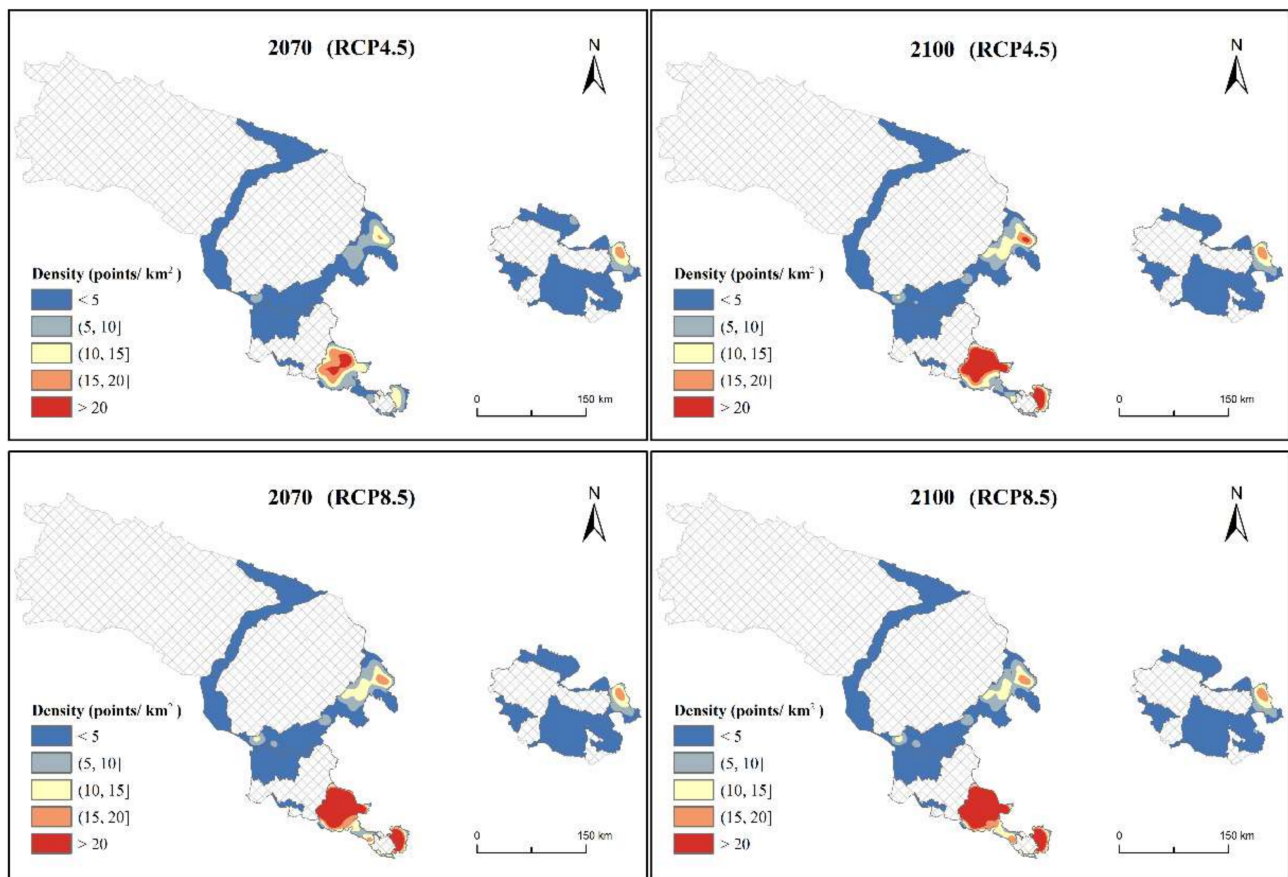 2070 (RCP4.5)
N
Density (points/ km²)
< 5
(5, 10]
(10, 15]
(15, 20]
> 20
0 150 km
2100 (RCP4.5)
N
Density (points/ km²)
< 5
(5, 10]
(10, 15]
(15, 20]
> 20
0 150 km
2070 (RCP8.5)
N
Density (points/ km²)
< 5
(5, 10]
(10, 15]
(15, 20]
> 20
0 150 km
2100 (RCP8.5)
N
Density (points/ km²)
< 5
(5, 10]
(10, 15]
(15, 20]
> 20
0 150 km